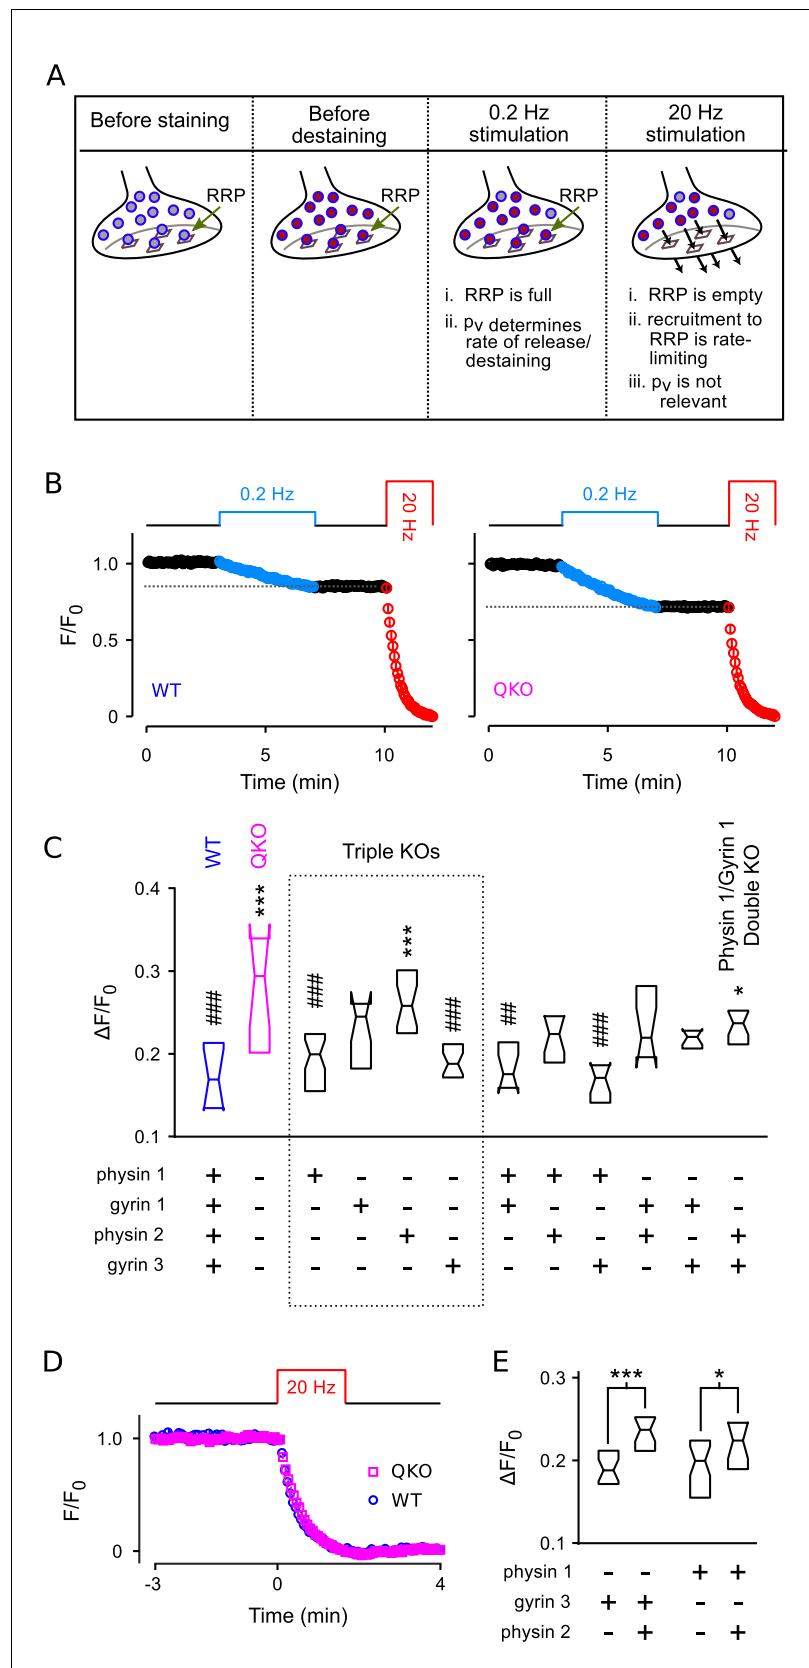 A
Before staining
Before
destaining
0.2 Hz
stimulation
20 Hz
stimulation
RRP
RRP
RRP
i. RRP is full
ii. pv determines
rate of release/
destaining
i. RRP is empty
ii. recruitment to
RRP is rate-
limiting
iii. pv is not
relevant
B
0.2 Hz
20 Hz
0.2 Hz
20 Hz
F/F0
1.0
0.5
0
WT
QKO
0 5 10
0 5 10
Time (min)
Time (min)
C
WT
QKO
Triple KOs
Physin 1/Gyrin 1
Double KO
ΔF/F0
0.4
0.3
0.2
0.1
### *** ### *** ### ## ### *
physin 1 + - + - - - + + + - - -
gyrin 1 + - - + - - + - - + + -
physin 2 + - - - + - - + - + - +
gyrin 3 + - - - - + - - + - + +
D
20 Hz
F/F0
1.0
0
QKO
WT
-3 0 4
Time (min)
E
ΔF/F0
0.3
0.2
0.1
*** *
physin 1 - - + +
gyrin 3 + + - -
physin 2 - + - +